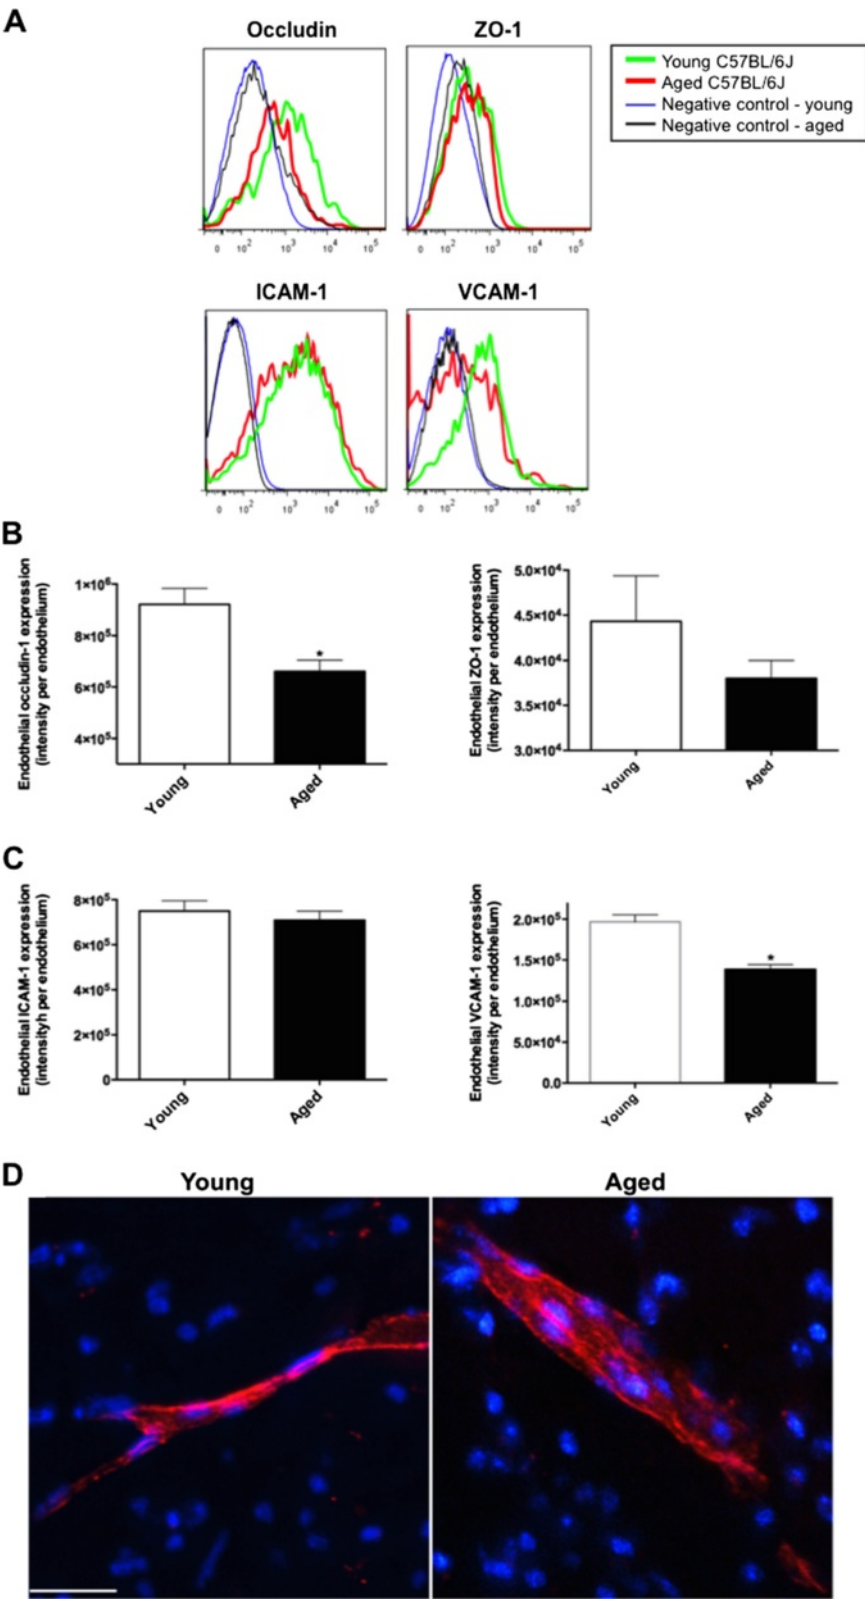 A
Occludin
ZO-1
Young C57BL/6J
Aged C57BL/6J
Negative control - young
Negative control - aged
0 10² 10³ 10⁴ 10⁵
0 10² 10³ 10⁴ 10⁵
ICAM-1
VCAM-1
0 10² 10³ 10⁴ 10⁵
0 10² 10³ 10⁴ 10⁵
B
Endothelial occludin-1 expression
(intensity per endothelium)
1×10⁶
8×10⁵
6×10⁵
4×10⁵
*
Young
Aged
Endothelial ZO-1 expression
(intensity per endothelium)
5.0×10⁴
4.5×10⁴
4.0×10⁴
3.5×10⁴
3.0×10⁴
Young
Aged
C
Endothelial ICAM-1 expression
(intensityh per endothelium)
8×10⁵
6×10⁵
4×10⁵
2×10⁵
0
Young
Aged
Endothelial VCAM-1 expression
(intensity per endothelium)
2.0×10⁵
1.5×10⁵
1.0×10⁵
5.0×10⁴
0.0
*
Young
Aged
D
Young
Aged